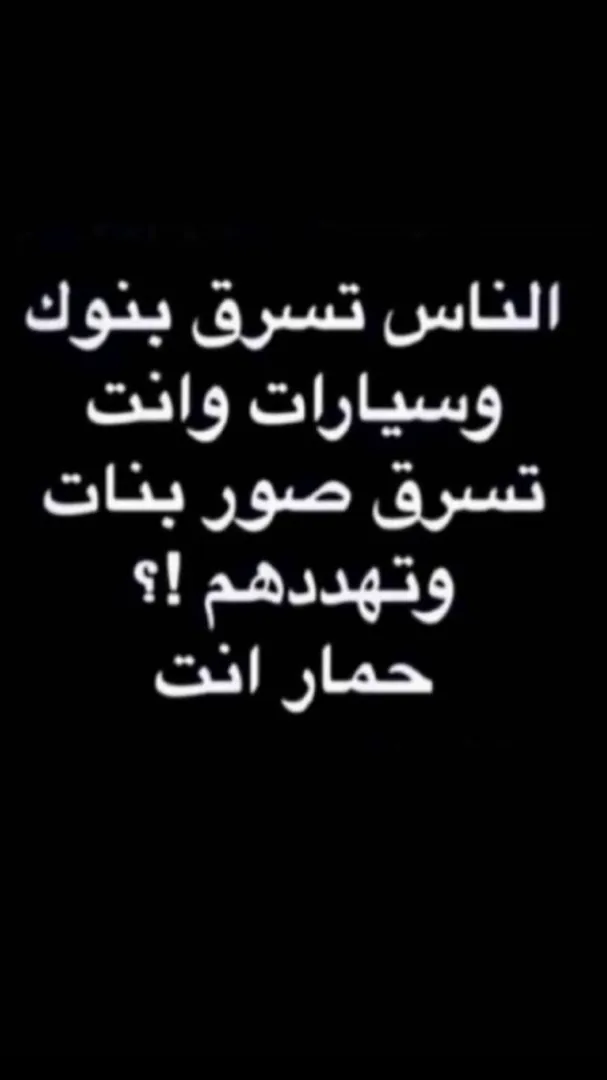 الناس تسرق بنوك
وسيارات وانت
تسرق صور بنات
وتهددهم !؟
حمار انت